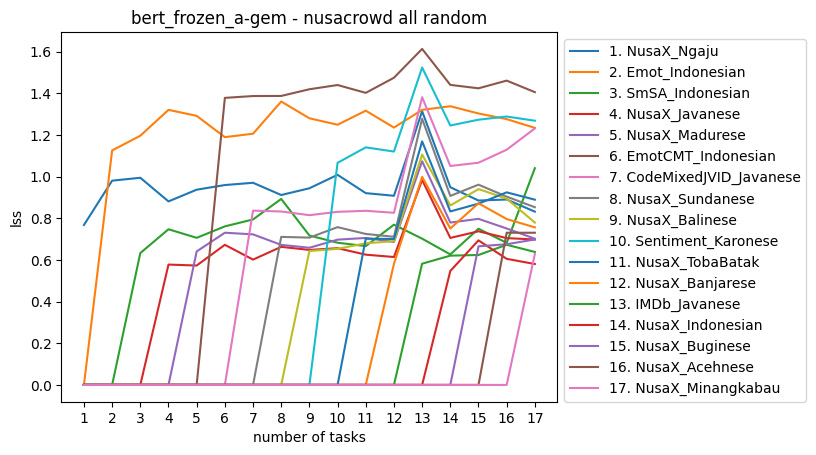 bert_frozen_a-gem - nusacrowd all random
lss
1.6
1.4
1.2
1.0
0.8
0.6
0.4
0.2
0.0
1 2 3 4 5 6 7 8 9 10 11 12 13 14 15 16 17
number of tasks
1. NusaX_Ngaju
2. Emot_Indonesian
3. SmSA_Indonesian
4. NusaX_Javanese
5. NusaX_Madurese
6. EmotCMT_Indonesian
7. CodeMixedJVID_Javanese
8. NusaX_Sundanese
9. NusaX_Balinese
10. Sentiment_Karonese
11. NusaX_TobaBatak
12. NusaX_Banjarese
13. IMDb_Javanese
14. NusaX_Indonesian
15. NusaX_Buginese
16. NusaX_Acehnese
17. NusaX_Minangkabau